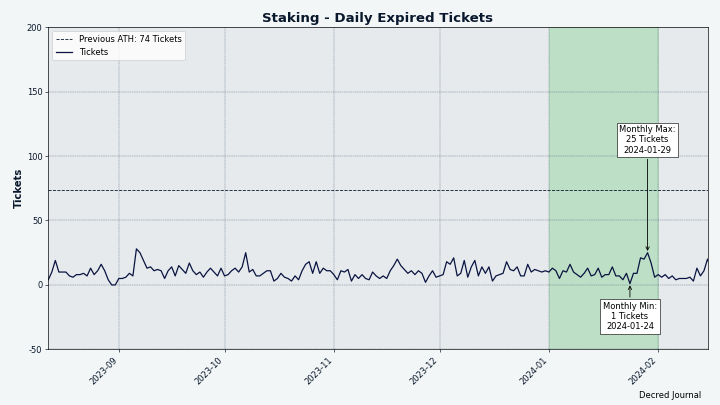 Staking - Daily Expired Tickets
Previous ATH: 74 Tickets
Tickets
Tickets
200
150
100
50
0
-50
Monthly Max:
25 Tickets
2024-01-29
Monthly Min:
1 Tickets
2024-01-24
2023-09
2023-10
2023-11
2023-12
2024-01
2024-02
Decred Journal